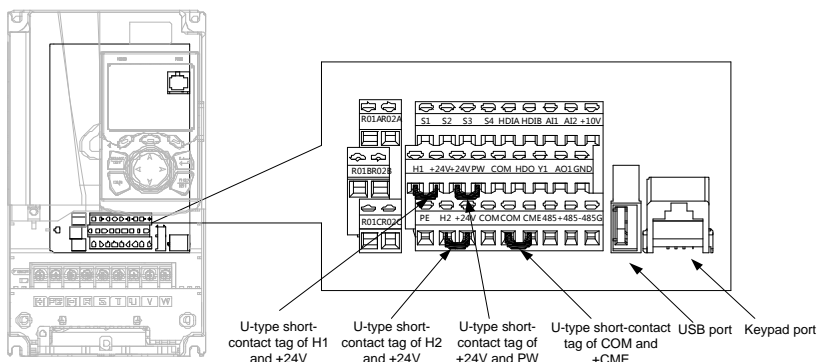 R01A R02A
S1 S2 S3 S4 HDIA HDIB AI1 AI2 +10V
R01B R02B
H1 +24V +24V PW COM HDO Y1 AO1 GND
R01C R02C
PE H2 +24V COM COM CME 485+ 485- 485G
R S T U V W
U-type short-
contact tag of H1
and +24V
U-type short-
contact tag of H2
and +24V
U-type short-
contact tag of
+24V and PW
U-type short-contact
tag of COM and
+CME
USB port
Keypad port